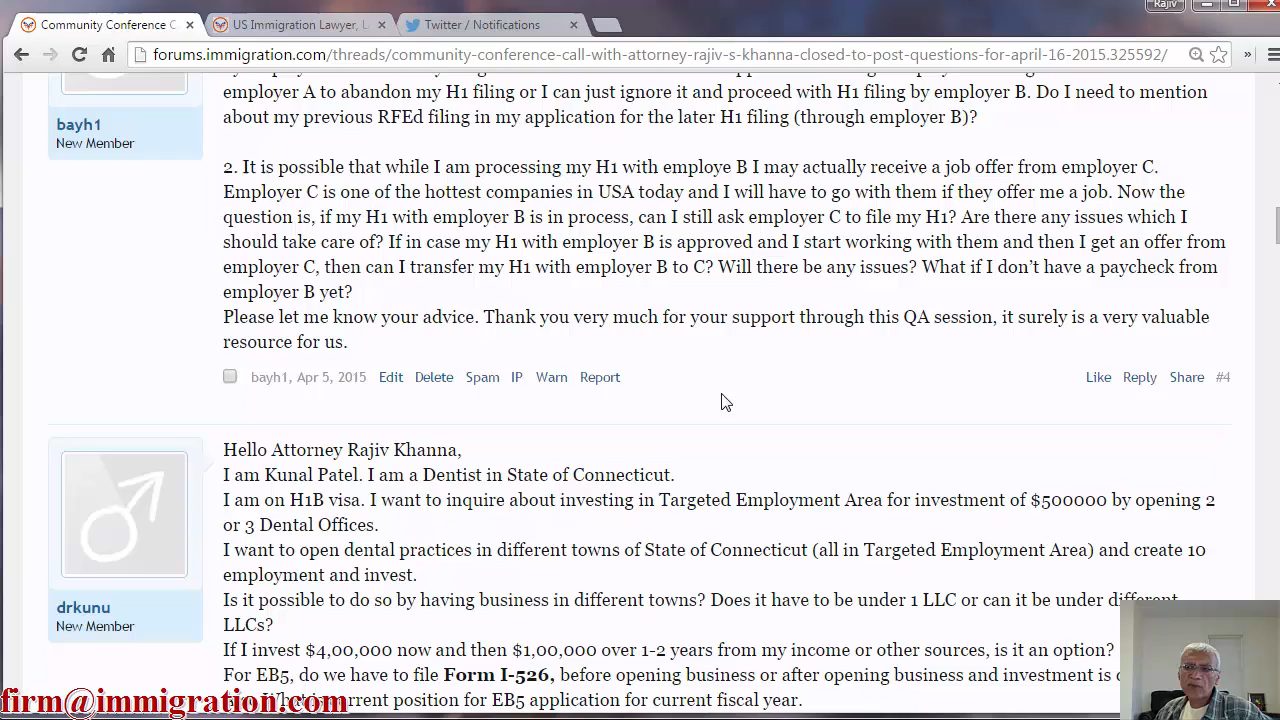 Rajiv
Community Conference C
US Immigration Lawyer, L
Twitter / Notifications
forums.immigration.com/threads/community-conference-call-with-attorney-rajiv-s-khanna-closed-to-post-questions-for-april-16-2015.325592/
employer A to abandon my H1 filing or I can just ignore it and proceed with H1 filing by employer B. Do I need to mention
about my previous RFEd filing in my application for the later H1 filing (through employer B)?
bayh1
New Member
2. It is possible that while I am processing my H1 with employe B I may actually receive a job offer from employer C.
Employer C is one of the hottest companies in USA today and I will have to go with them if they offer me a job. Now the
question is, if my H1 with employer B is in process, can I still ask employer C to file my H1? Are there any issues which I
should take care of? If in case my H1 with employer B is approved and I start working with them and then I get an offer from
employer C, then can I transfer my H1 with employer B to C? Will there be any issues? What if I don’t have a paycheck from
employer B yet?
Please let me know your advice. Thank you very much for your support through this QA session, it surely is a very valuable
resource for us.
bayh1, Apr 5, 2015 Edit Delete Spam IP Warn Report Like Reply Share #4
Hello Attorney Rajiv Khanna,
I am Kunal Patel. I am a Dentist in State of Connecticut.
I am on H1B visa. I want to inquire about investing in Targeted Employment Area for investment of $500000 by opening 2
or 3 Dental Offices.
I want to open dental practices in different towns of State of Connecticut (all in Targeted Employment Area) and create 10
employment and invest.
drkunu
New Member
Is it possible to do so by having business in different towns? Does it have to be under 1 LLC or can it be under different
LLCs?
If I invest $4,00,000 now and then $1,00,000 over 1-2 years from my income or other sources, is it an option?
For EB5, do we have to file Form I-526, before opening business or after opening business and investment is
current position for EB5 application for current fiscal year.
firm@immigration.com